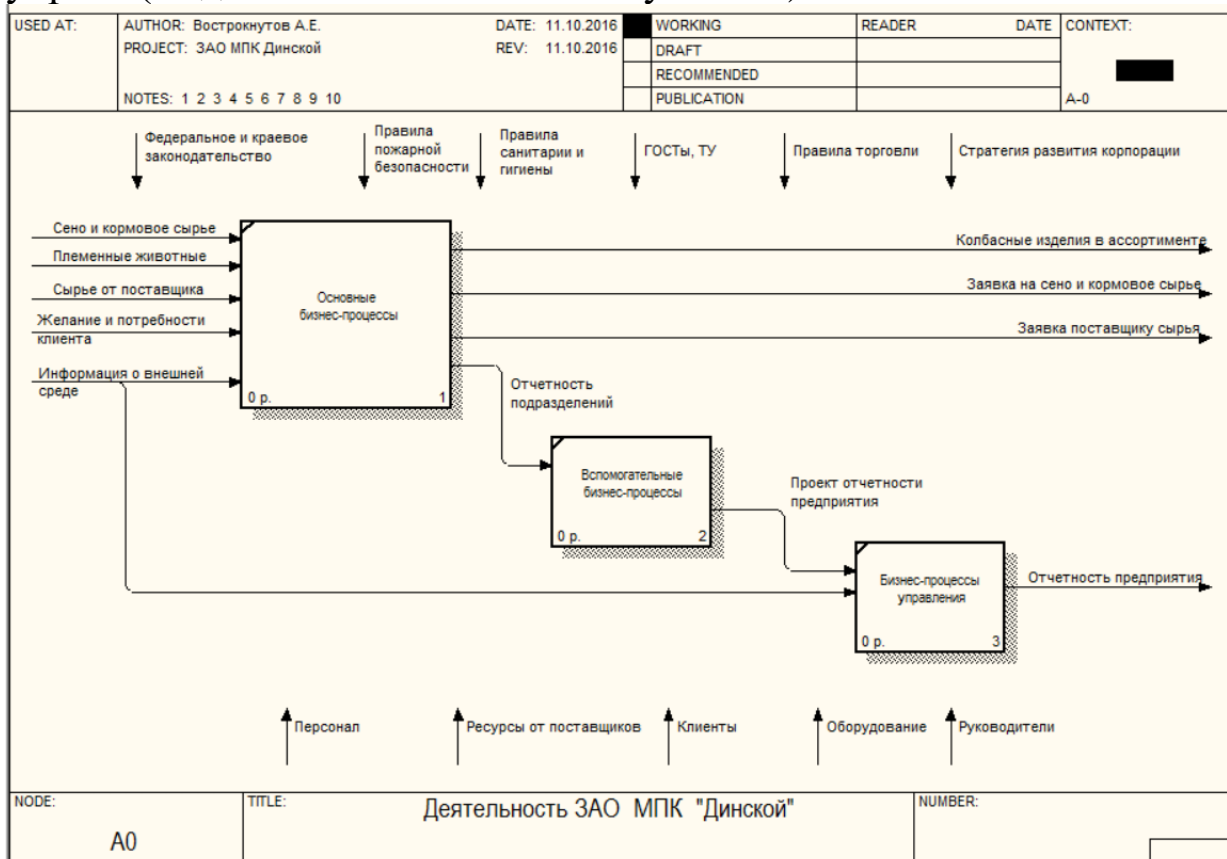 USED AT:
AUTHOR: Вострокнутов А.Е.
DATE: 11.10.2016
PROJECT: ЗАО МПК Динской
REV: 11.10.2016
NOTES: 1 2 3 4 5 6 7 8 9 10
WORKING
DRAFT
RECOMMENDED
PUBLICATION
READER
DATE
CONTEXT:
A-0
Федеральное и краевое
законодательство
Правила
пожарной
безопасности
Правила
санитарии и
гигиены
ГОСТы, ТУ
Правила торговли
Стратегия развития корпорации
Сено и кормовое сырье
Племенные животные
Сырье от поставщика
Желание и потребности
клиента
Информация о внешней
среде
Основные
бизнес-процессы
0 р.
1
Колбасные изделия в ассортименте
Заявка на сено и кормовое сырье
Заявка поставщику сырья
Отчетность
подразделений
Вспомогательные
бизнес-процессы
0 р.
2
Проект отчетности
предприятия
Бизнес-процессы
управления
0 р.
3
Отчетность предприятия
Персонал
Ресурсы от поставщиков
Клиенты
Оборудование
Руководители
NODE:
A0
TITLE:
Деятельность ЗАО МПК "Динской"
NUMBER: